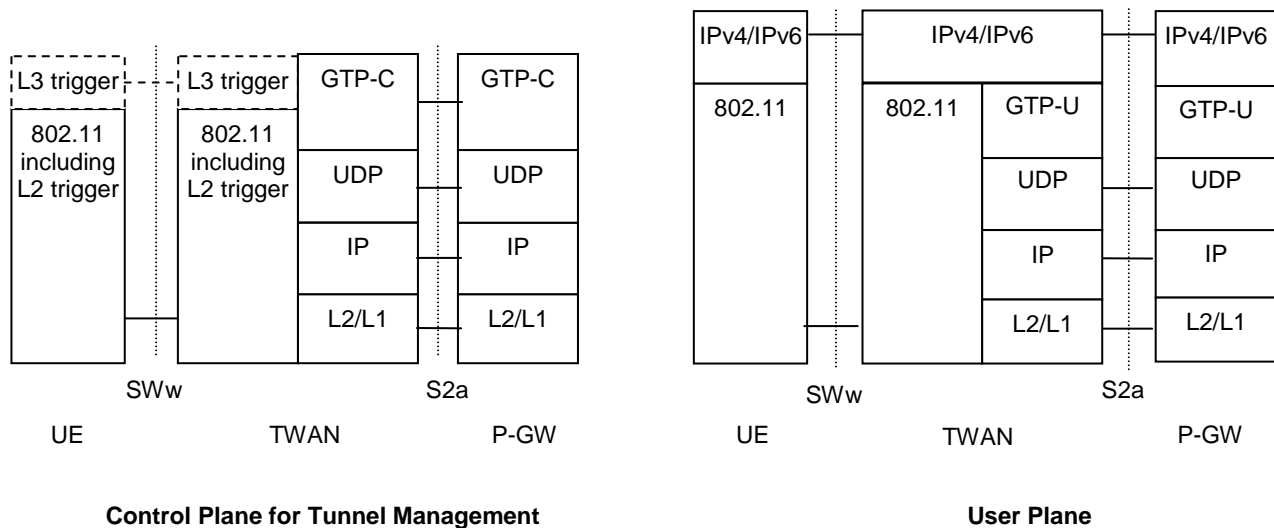 L3 trigger
L3 trigger
GTP-C
GTP-C
802.11
including
L2 trigger
802.11
including
L2 trigger
UDP
UDP
IP
IP
L2/L1
L2/L1
SWw
S2a
UE
TWAN
P-GW
Control Plane for Tunnel Management
IPv4/IPv6
IPv4/IPv6
IPv4/IPv6
802.11
802.11
GTP-U
GTP-U
UDP
UDP
IP
IP
L2/L1
L2/L1
SWw
S2a
UE
TWAN
P-GW
User Plane